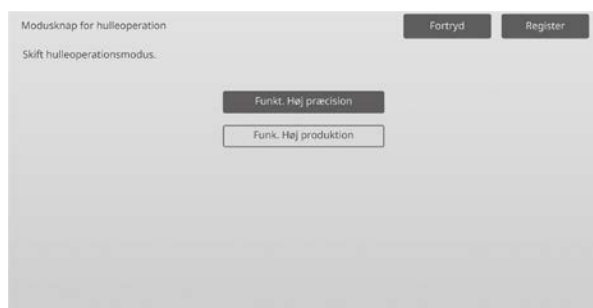 Modusknap for hulleoperation
Fortryd
Register
Skift hulleoperationsmodus.
Funkt. Høj præcision
Funk. Høj produktion